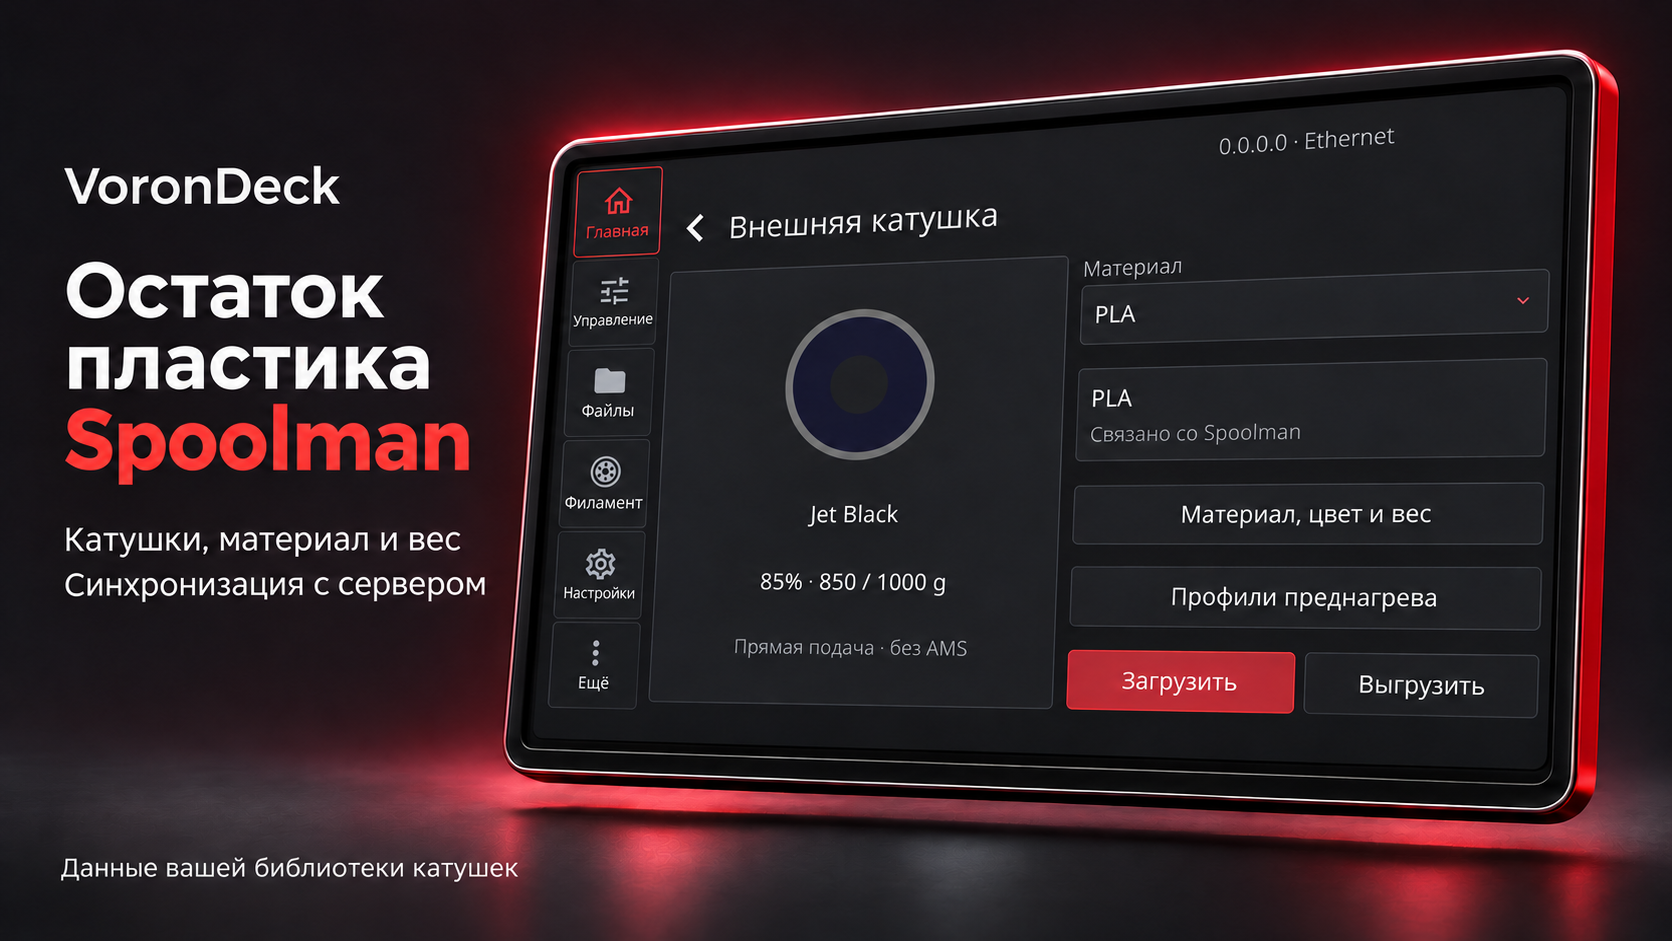 VoronDeck
Остаток
пластика
Spoolman
Катушки, материал и вес
Синхронизация с сервером
Данные вашей библиотеки катушек
0.0.0.0 · Ethernet
Главная
Управление
Файлы
Филамент
Настройки
Ещё
Внешняя катушка
Jet Black
85% · 850 / 1000 g
Прямая подача · без AMS
Материал
PLA
PLA
Связано со Spoolman
Материал, цвет и вес
Профили преднагрева
Загрузить
Выгрузить